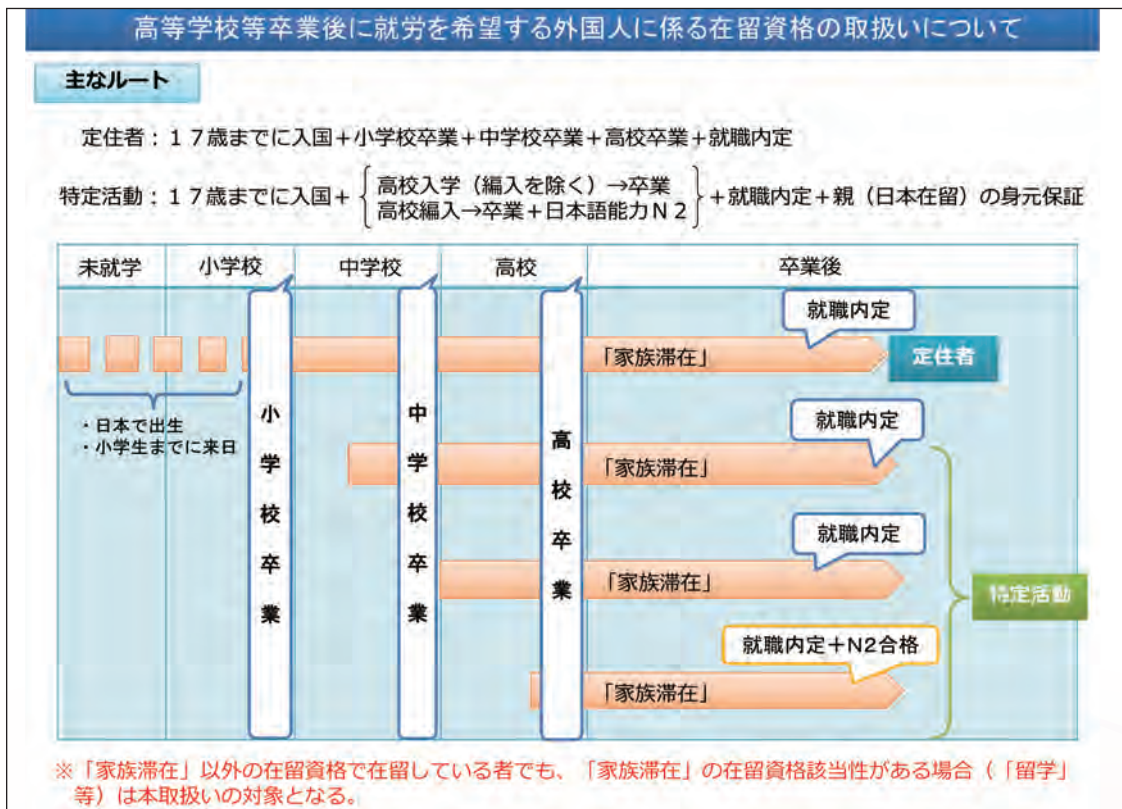 高等学校等卒業後に就労を希望する外国人に係る在留資格の取扱いについて
主なルート
定住者：１７歳までに入国＋小学校卒業＋中学校卒業＋高校卒業＋就職内定
特定活動：１７歳までに入国＋｛高校入学（編入を除く）→卒業
高校編入→卒業＋日本語能力Ｎ２｝＋就職内定＋親（日本在留）の身元保証
未就学 小学校 中学校 高校 卒業後
就職内定
「家族滞在」
定住者
・日本で出生
・小学生までに来日
小学校卒業
中学校卒業
高校卒業
就職内定
「家族滞在」
就職内定
「家族滞在」
特定活動
就職内定＋N2合格
「家族滞在」
※「家族滞在」以外の在留資格で在留している者でも、「家族滞在」の在留資格該当性がある場合（「留学」
等）は本取扱いの対象となる。